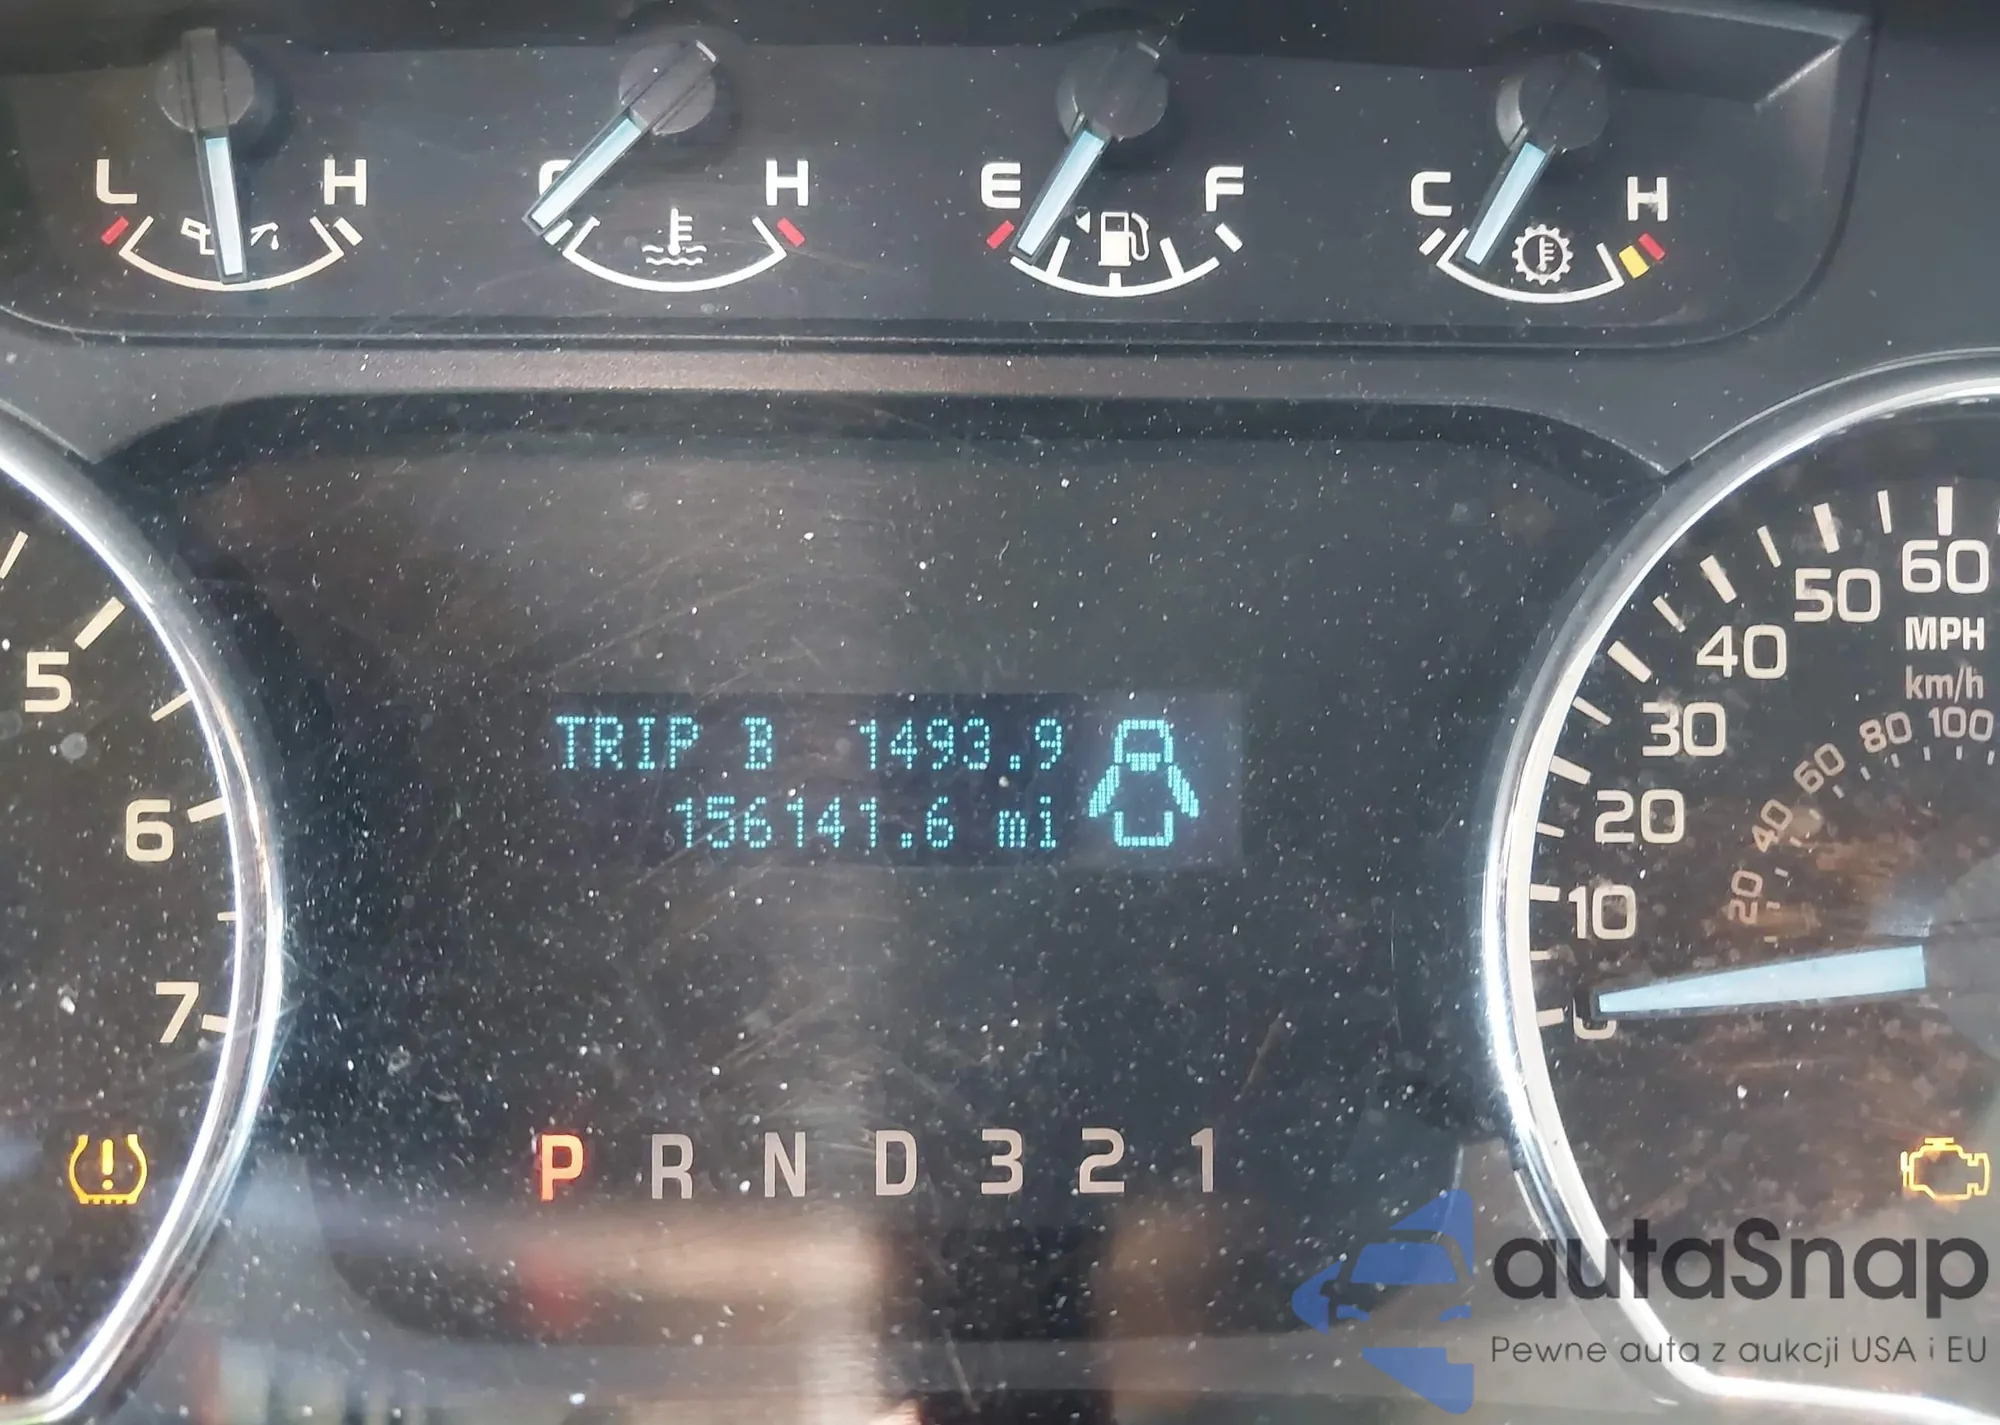 L H
C H
E F
C H
5
6
7
TRIP B 1493.9
156141.6 mi
P R N D 3 2 1
60
50
40
30
20
10
0
MPH
km/h
100
80
60
40
20
autaSnap
Pewne auta z aukcji USA i EU